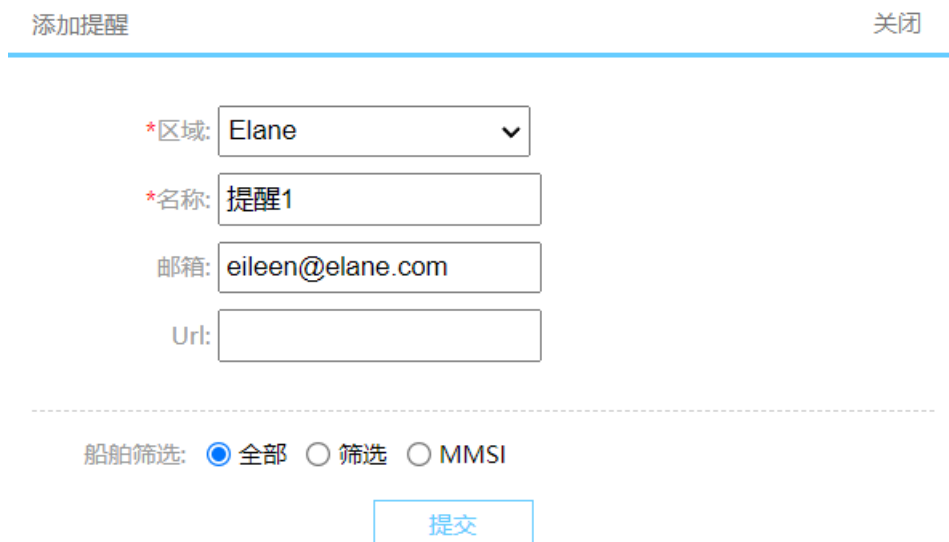 添加提醒 关闭
*区域: Elane
*名称: 提醒1
邮箱: eileen@elane.com
Url:
船舶筛选: 全部 筛选 MMSI
提交